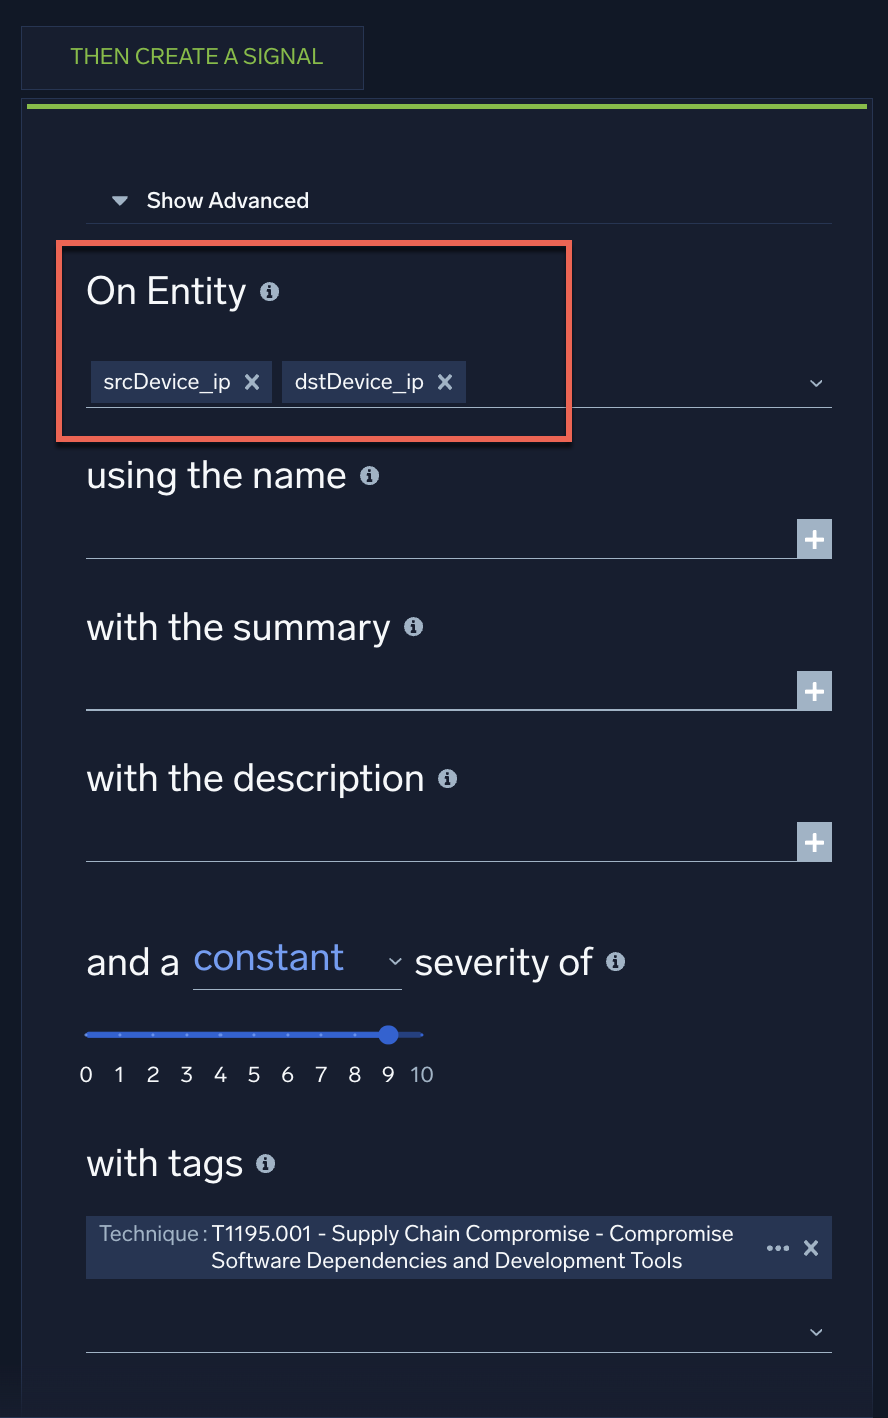 THEN CREATE A SIGNAL
Show Advanced
On Entity
srcDevice_ip dstDevice_ip
using the name
with the summary
with the description
and a constant severity of
0 1 2 3 4 5 6 7 8 9 10
with tags
Technique : T1195.001 - Supply Chain Compromise - Compromise
Software Dependencies and Development Tools